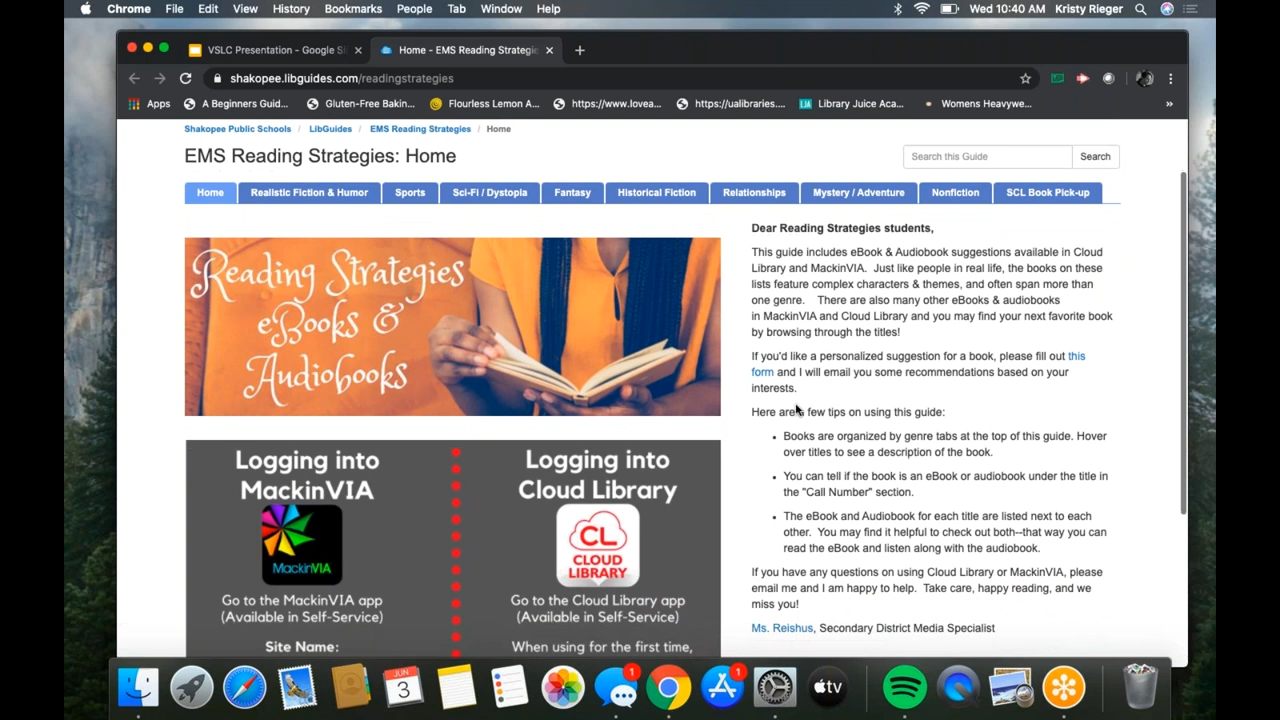 Chrome File Edit View History Bookmarks People Tab Window Help Wed 10:40 AM Kristy Rieger
VSLC Presentation - Google Sl Home - EMS Reading Strategie
shakopee.libguides.com/readingstrategies
Apps A Beginners Guid... Gluten-Free Bakin... Flourless Lemon A... https://www.lovea... https://ualibraries.... LJA Library Juice Aca... Womens Heavywe... »
Shakopee Public Schools / LibGuides / EMS Reading Strategies / Home
EMS Reading Strategies: Home
Search this Guide Search
Home Realistic Fiction & Humor Sports Sci-Fi / Dystopia Fantasy Historical Fiction Relationships Mystery / Adventure Nonfiction SCL Book Pick-up
Reading Strategies
eBooks &
Audiobooks
Logging into
MackinVIA
MackinVIA
Go to the MackinVIA app
(Available in Self-Service)
Site Name:
Logging into
Cloud Library
CL
CLOUD
LIBRARY
Go to the Cloud Library app
(Available in Self-Service)
When using for the first time,
Dear Reading Strategies students,
This guide includes eBook & Audiobook suggestions available in Cloud
Library and MackinVIA. Just like people in real life, the books on these
lists feature complex characters & themes, and often span more than
one genre. There are also many other eBooks & audiobooks
in MackinVIA and Cloud Library and you may find your next favorite book
by browsing through the titles!
If you'd like a personalized suggestion for a book, please fill out this
form and I will email you some recommendations based on your
interests.
Here are a few tips on using this guide:
• Books are organized by genre tabs at the top of this guide. Hover
over titles to see a description of the book.
• You can tell if the book is an eBook or audiobook under the title in
the "Call Number" section.
• The eBook and Audiobook for each title are listed next to each
other. You may find it helpful to check out both--that way you can
read the eBook and listen along with the audiobook.
If you have any questions on using Cloud Library or MackinVIA, please
email me and I am happy to help. Take care, happy reading, and we
miss you!
Ms. Reishus, Secondary District Media Specialist
JUN
3
1
1
tv